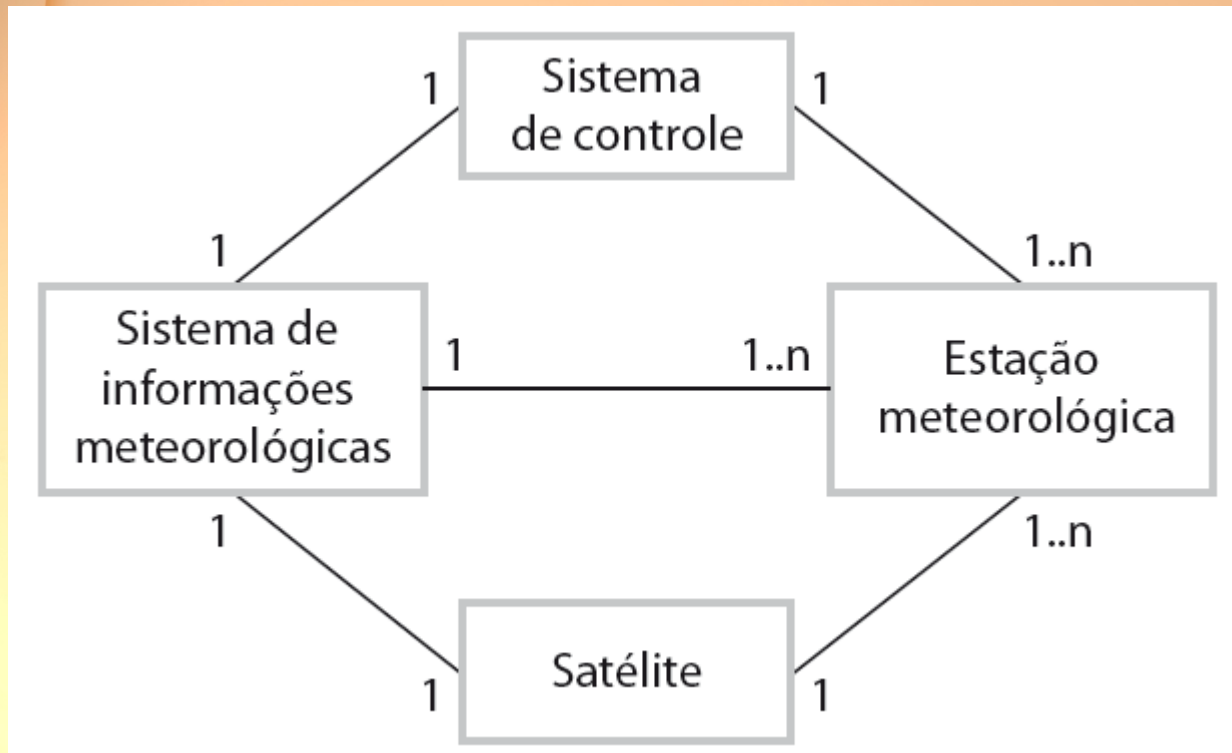 Sistema
de controle
1
1
1
1..n
Sistema de
informações
meteorológicas
1
1..n
Estação
meteorológica
1
1..n
Satélite
1
1